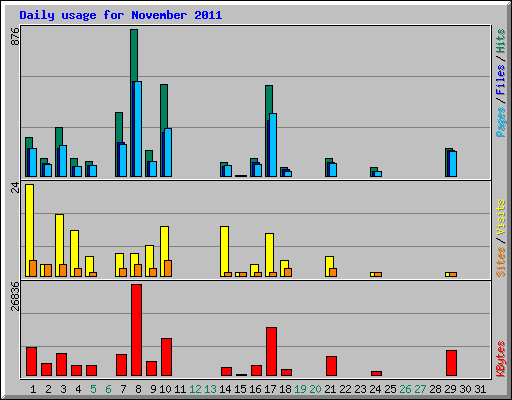 Daily usage for November 2011
876
Pages / Files / Hits
24
Sites / Visits
26836
KBytes
1 2 3 4 5 6 7 8 9 10 11 12 13 14 15 16 17 18 19 20 21 22 23 24 25 26 27 28 29 30 31